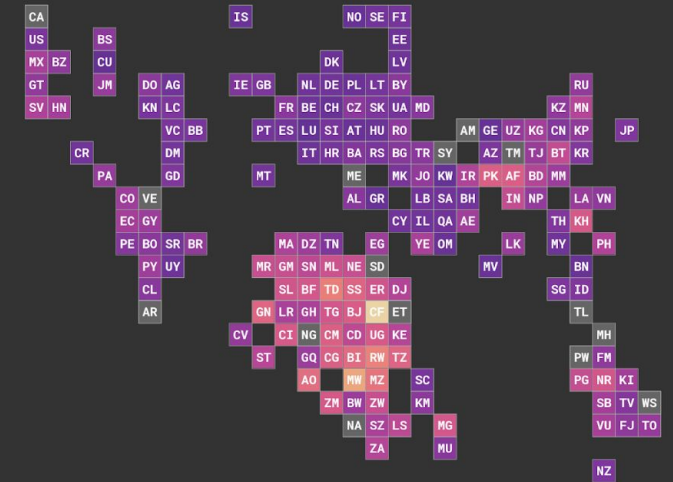 CA IS NO SE FI
US BS EE
MX BZ CU DK LV
GT JM DO AG IE GB NL DE PL LT BY RU
SV HN KN LC FR BE CH CZ SK UA MD KZ MN
VC BB PT ES LU SI AT HU RO AM GE UZ KG CN KP JP
CR DM IT HR BA RS BG TR SY AZ TM TJ BT KR
PA GD MT ME MK JO KW IR PK AF BD MM
CO VE AL GR LB SA BH IN NP LA VN
EC GY CY IL QA AE TH KH
PE BO SR BR MA DZ TN EG YE OM LK MY PH
PY UY MR GM SN ML NE SD MV BN
CL SL BF TD SS ER DJ SG ID
AR GN LR GH TG BJ CF ET TL
CV CI NG CM CD UG KE MH
ST GQ CG BI RW TZ PW FM
AO MW MZ SC PG NR KI
ZM BW ZW KM SB TV WS
NA SZ LS MG VU FJ TO
ZA MU
NZ